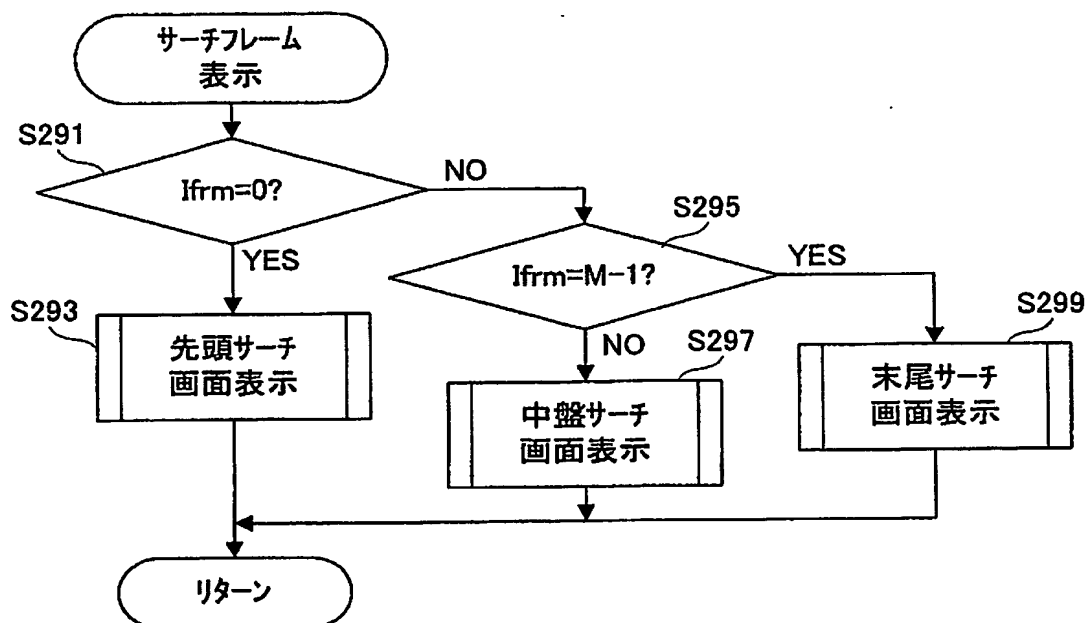 サーチフレーム
表示
S291
Ifrm=0?
NO
YES
S295
Ifrm=M-1?
YES
NO
S293
先頭サーチ
画面表示
S297
中盤サーチ
画面表示
S299
末尾サーチ
画面表示
リターン